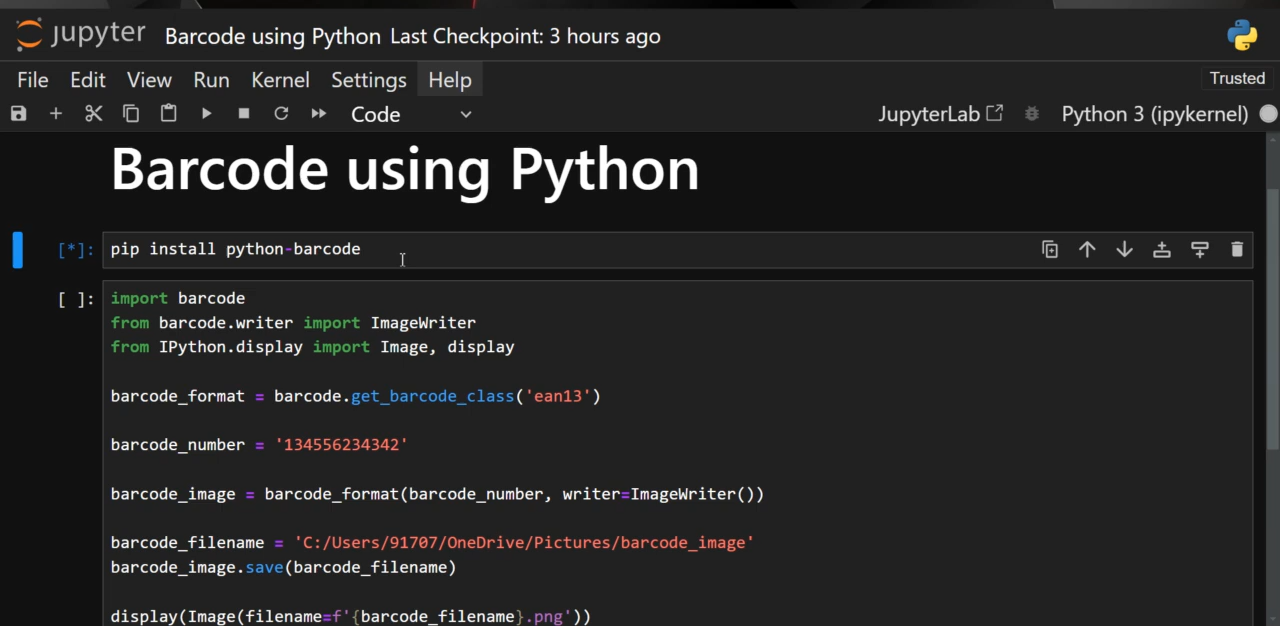 jupyter Barcode using Python Last Checkpoint: 3 hours ago
File Edit View Run Kernel Settings Help Trusted
Code JupyterLab Python 3 (ipykernel)
Barcode using Python
[*]: pip install python-barcode
[ ]: import barcode
from barcode.writer import ImageWriter
from IPython.display import Image, display
barcode_format = barcode.get_barcode_class('ean13')
barcode_number = '134556234342'
barcode_image = barcode_format(barcode_number, writer=ImageWriter())
barcode_filename = 'C:/Users/91707/OneDrive/Pictures/barcode_image'
barcode_image.save(barcode_filename)
display(Image(filename=f'{barcode_filename}.png'))